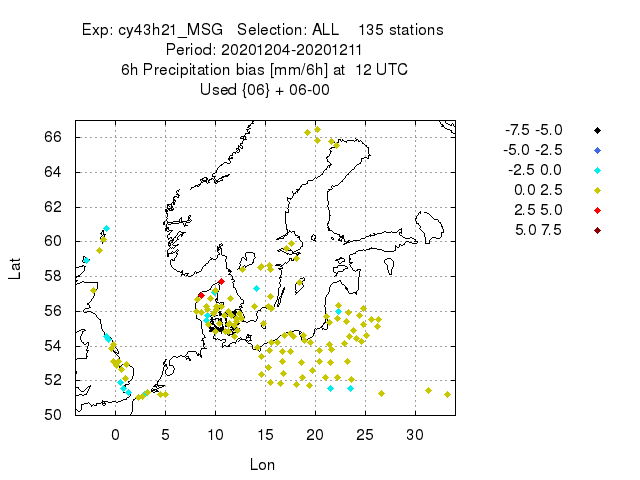 Exp: cy43h21_MSG   Selection: ALL    135 stations
Period: 20201204-20201211
6h Precipitation bias [mm/6h] at  12 UTC
Used {06} + 06-00
-7.5 -5.0
-5.0 -2.5
-2.5 0.0
0.0 2.5
2.5 5.0
5.0 7.5
66
64
62
60
58
56
54
52
50
Lat
0 5 10 15 20 25 30
Lon